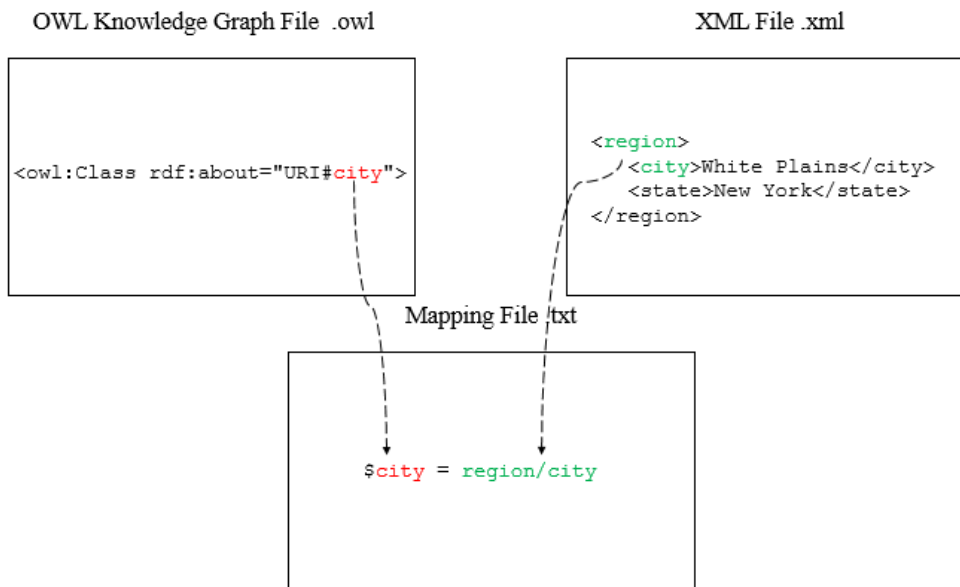 OWL Knowledge Graph File .owl
XML File .xml
<owl:Class rdf:about="URI#city">
<region>
<city>White Plains</city>
<state>New York</state>
</region>
Mapping File .txt
$city = region/city